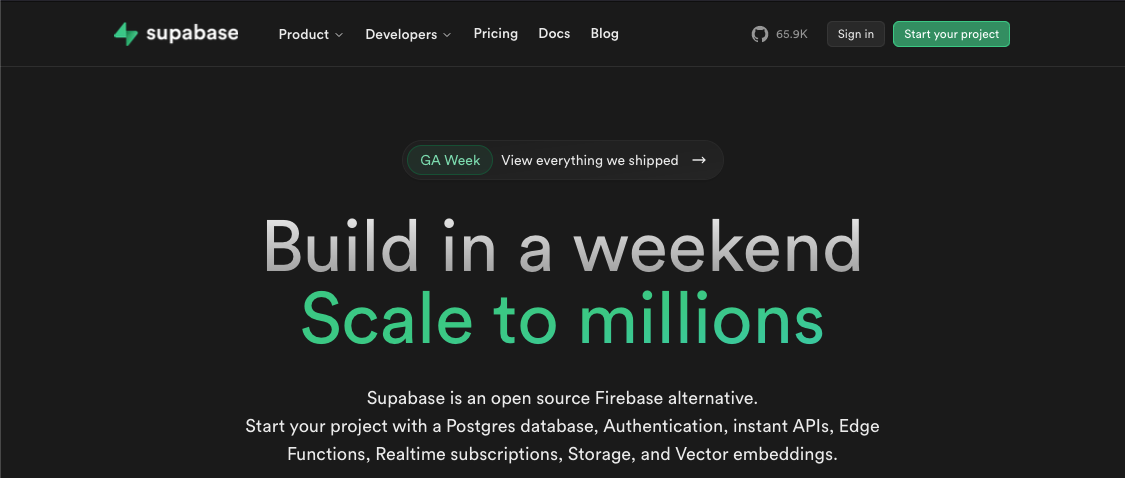 supabase
Product
Developers
Pricing
Docs
Blog
65.9K
Sign in
Start your project
GA Week
View everything we shipped →
Build in a weekend
Scale to millions
Supabase is an open source Firebase alternative.
Start your project with a Postgres database, Authentication, instant APIs, Edge
Functions, Realtime subscriptions, Storage, and Vector embeddings.